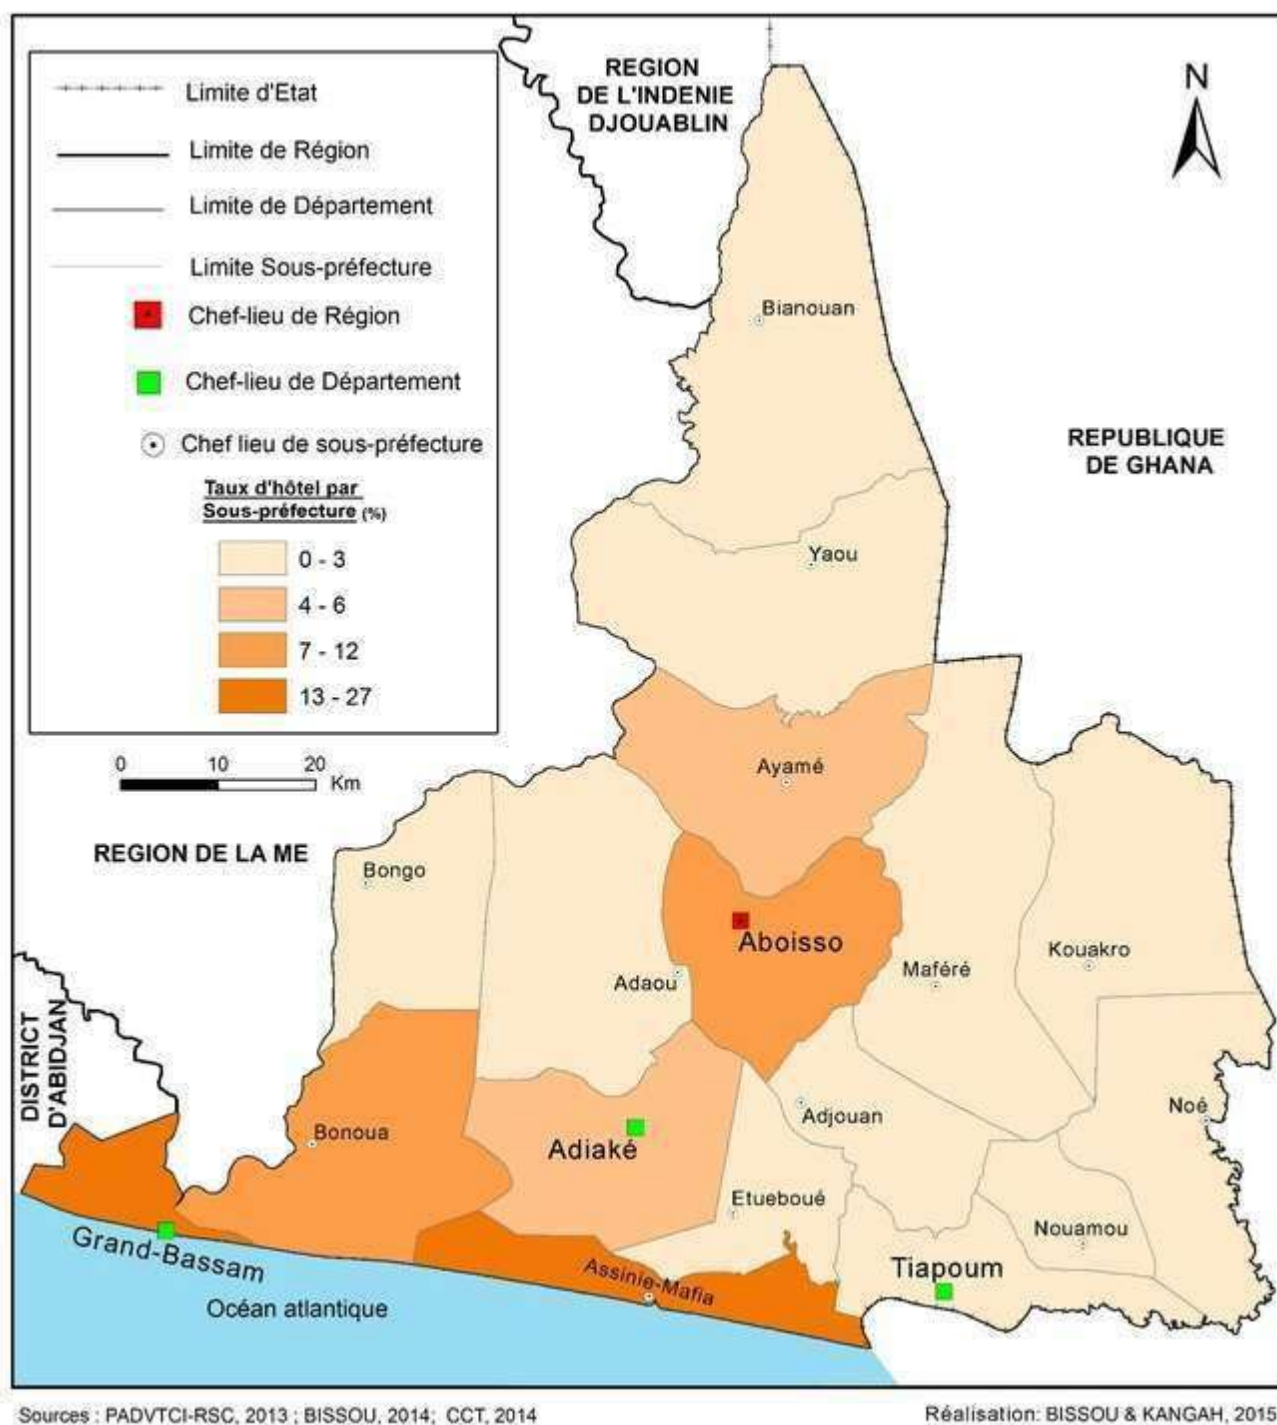 Limite d'Etat
Limite de Région
Limite de Département
Limite Sous-préfecture
Chef-lieu de Région
Chef-lieu de Département
Chef lieu de sous-préfecture
Taux d'hôtel par
Sous-préfecture (%)
0 - 3
4 - 6
7 - 12
13 - 27
0 10 20
Km
REGION
DE L'INDENIE
DJOUABLIN
N
Bianouan
REPUBLIQUE
DE GHANA
Yaou
Ayamé
REGION DE LA ME
Bongo
Aboisso
Adaou
Maféré
Kouakro
DISTRICT
D'ABIDJAN
Bonoua
Adiaké
Adjouan
Noé
Etueboué
Nouamou
Grand-Bassam
Assinie-Mafia
Tiapoum
Océan atlantique
Sources : PADVTCI-RSC, 2013 ; BISSOU, 2014; CCT, 2014
Réalisation: BISSOU & KANGAH, 2015